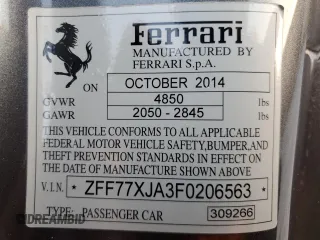 Ferrari
MANUFACTURED BY
FERRARI S.p.A.
ON OCTOBER 2014
GVWR 4850 lbs
GAWR 2050 - 2845 lbs
THIS VEHICLE CONFORMS TO ALL APPLICABLE
FEDERAL MOTOR VEHICLE SAFETY, BUMPER, AND
THEFT PREVENTION STANDARDS IN EFFECT ON
THE DATE OF MANUFACTURE SHOWN ABOVE
V.I.N. * ZFF77XJA3F0206563 *
TYPE: PASSENGER CAR 309266
DREAMBID